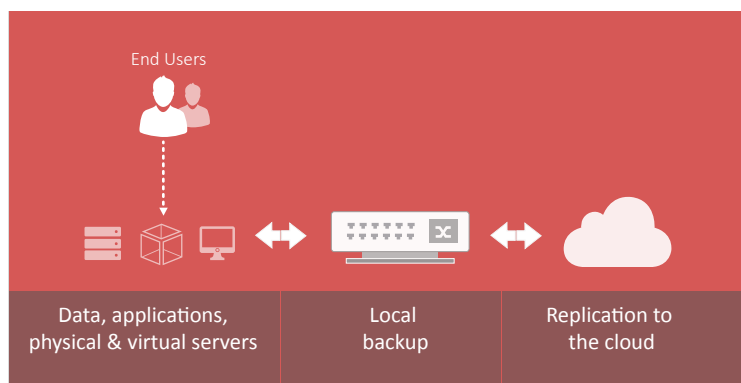 End Users
Data, applications,
physical & virtual servers
Local
backup
Replication to
the cloud